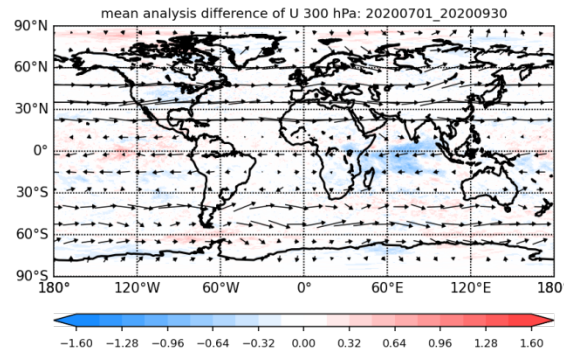 mean analysis difference of U 300 hPa: 20200701_20200930
90°N
60°N
30°N
0°
30°S
60°S
90°S
180° 120°W 60°W 0° 60°E 120°E 180°
−1.60 −1.28 −0.96 −0.64 −0.32 0.00 0.32 0.64 0.96 1.28 1.60